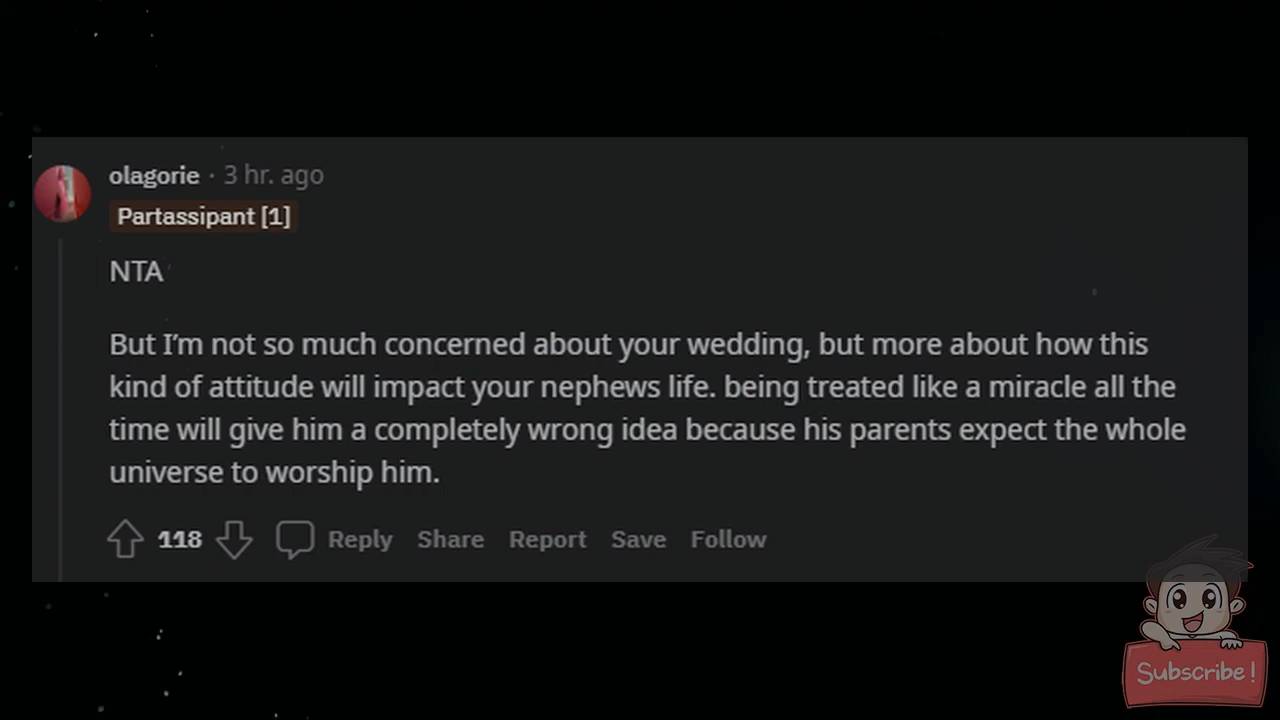 olagorie · 3 hr. ago
Partassipant [1]
NTA
But I’m not so much concerned about your wedding, but more about how this
kind of attitude will impact your nephews life. being treated like a miracle all the
time will give him a completely wrong idea because his parents expect the whole
universe to worship him.
118 Reply Share Report Save Follow
Subscribe!